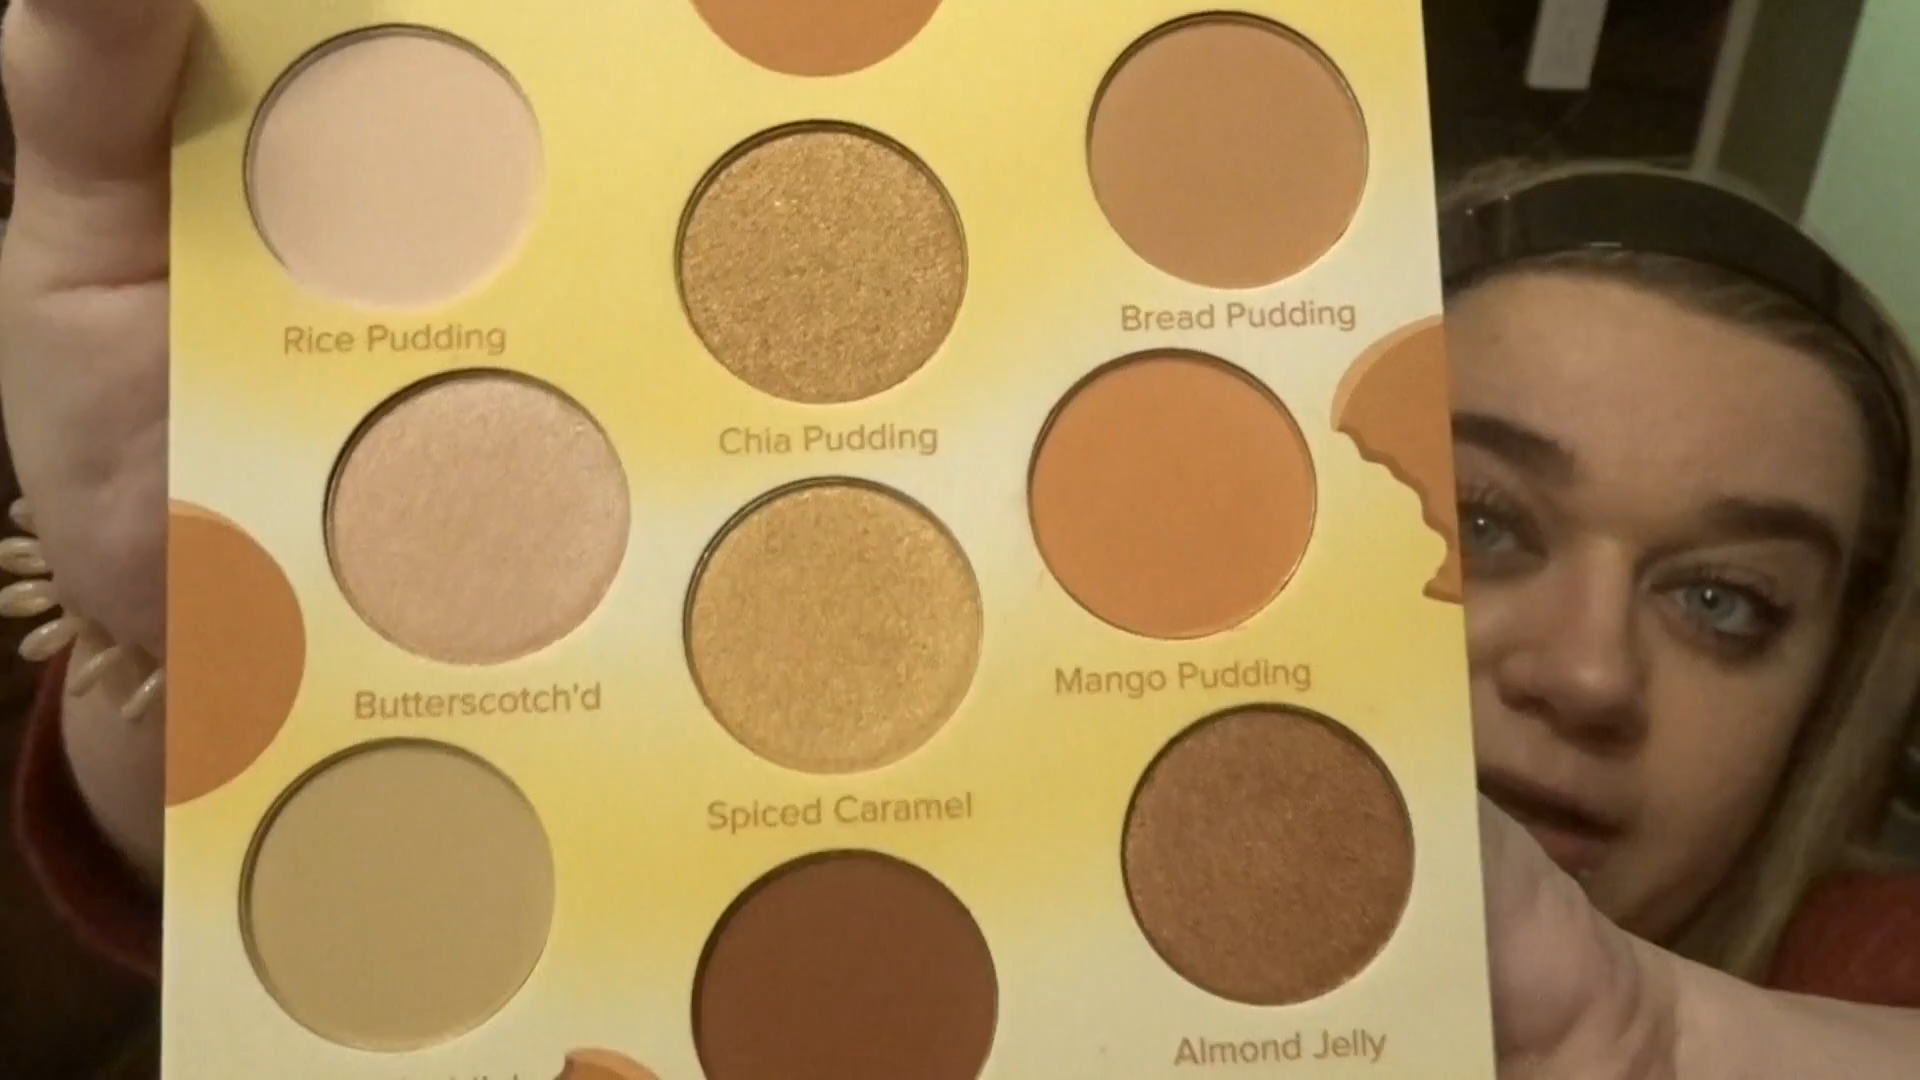 Rice Pudding
Bread Pudding
Chia Pudding
Butterscotch'd
Mango Pudding
Spiced Caramel
Almond Jelly